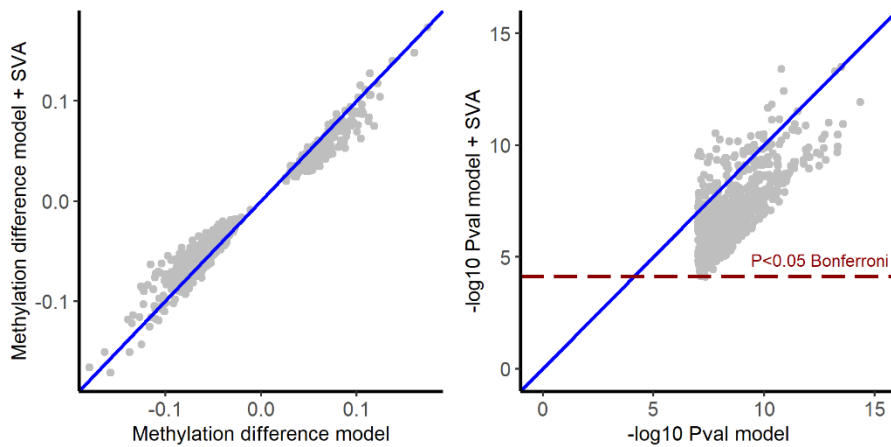 Methylation difference model + SVA
0.1
0.0
-0.1
-0.1
0.0
0.1
Methylation difference model
-log10 Pval model + SVA
15
10
5
0
P<0.05 Bonferroni
0
5
10
15
-log10 Pval model